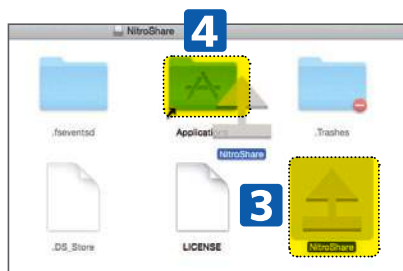 NitroShare
4
.fseventsd
Applications
.Trashes
NitroShare
3
.DS_Store
LICENSE
NitroShare